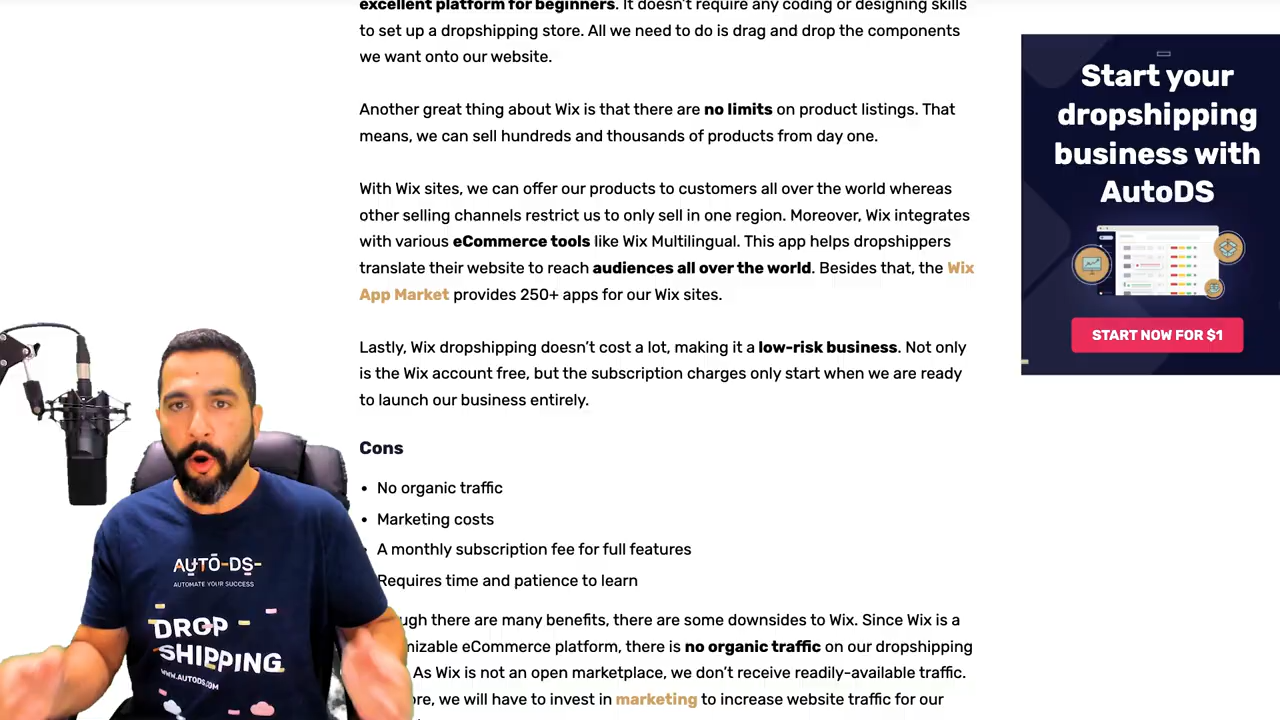 excellent platform for beginners. It doesn't require any coding or designing skills
to set up a dropshipping store. All we need to do is drag and drop the components
we want onto our website.
Another great thing about Wix is that there are no limits on product listings. That
means, we can sell hundreds and thousands of products from day one.
With Wix sites, we can offer our products to customers all over the world whereas
other selling channels restrict us to only sell in one region. Moreover, Wix integrates
with various eCommerce tools like Wix Multilingual. This app helps dropshippers
translate their website to reach audiences all over the world. Besides that, the Wix
App Market provides 250+ apps for our Wix sites.
Lastly, Wix dropshipping doesn't cost a lot, making it a low-risk business. Not only
is the Wix account free, but the subscription charges only start when we are ready
to launch our business entirely.
Cons
• No organic traffic
• Marketing costs
• A monthly subscription fee for full features
Requires time and patience to learn
ugh there are many benefits, there are some downsides to Wix. Since Wix is a
mizable eCommerce platform, there is no organic traffic on our dropshipping
As Wix is not an open marketplace, we don't receive readily-available traffic.
ore, we will have to invest in marketing to increase website traffic for our
Start your
dropshipping
business with
AutoDS
START NOW FOR $1
AUTO-DS-
AUTOMATE YOUR SUCCESS
DROP
SHIPPING
WWW.AUTODS.COM